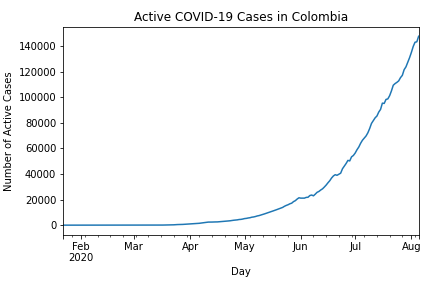 Active COVID-19 Cases in Colombia
140000
120000
100000
80000
60000
40000
20000
0
Number of Active Cases
Feb Mar Apr May Jun Jul Aug
2020
Day